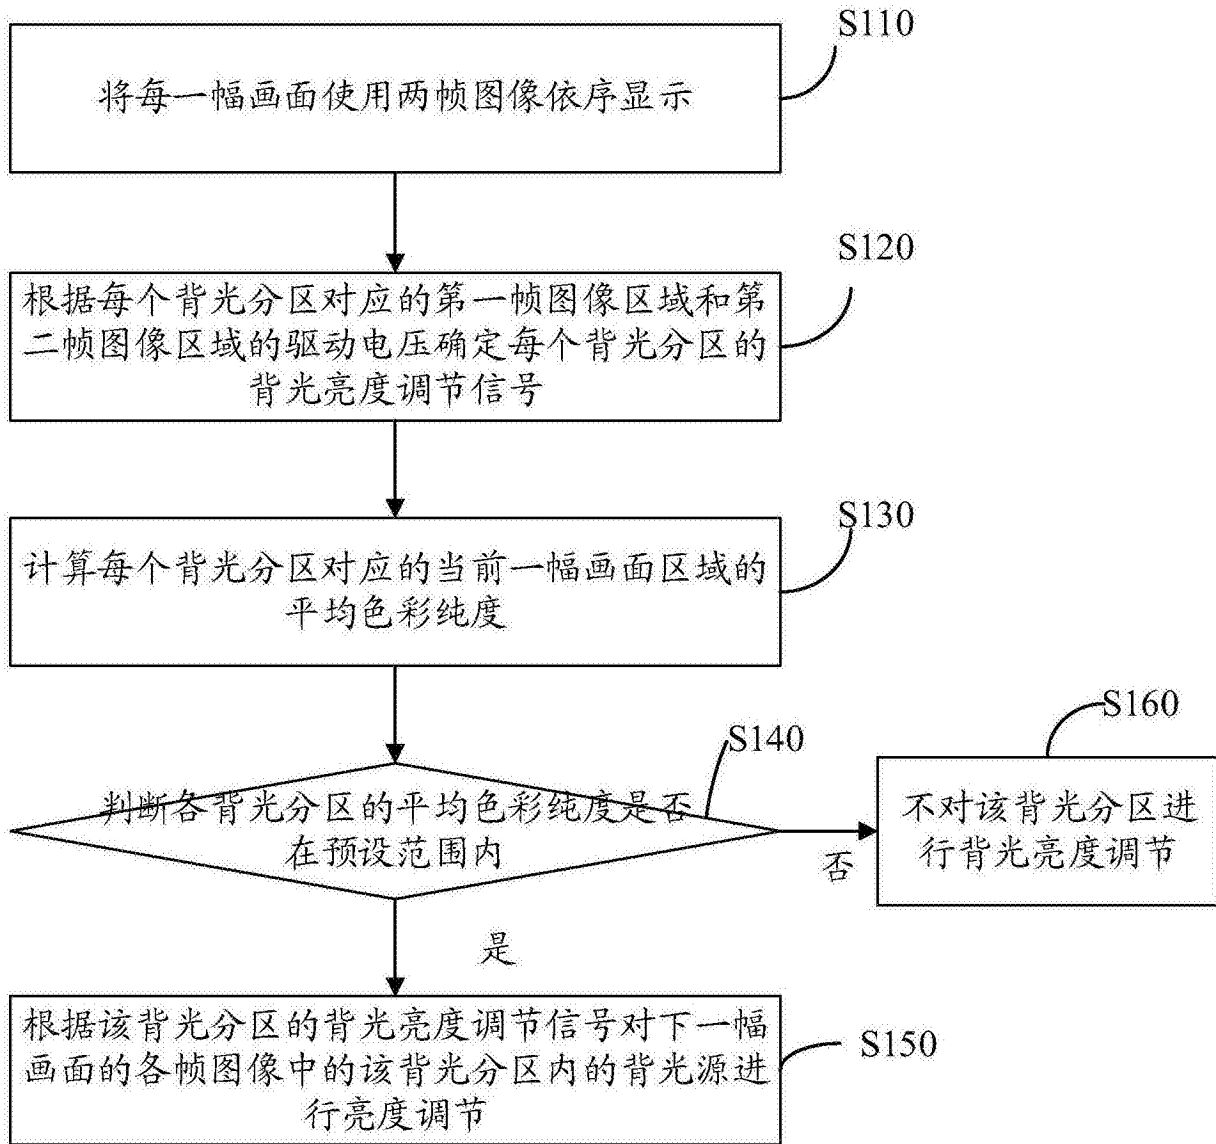 S110
将每一幅画面使用两帧图像依序显示
S120
根据每个背光分区对应的第一帧图像区域和第
二帧图像区域的驱动电压确定每个背光分区的
背光亮度调节信号
S130
计算每个背光分区对应的当前一幅画面区域的
平均色彩纯度
S140
判断各背光分区的平均色彩纯度是否
在预设范围内
S160
不对该背光分区进
行背光亮度调节
否
是
S150
根据该背光分区的背光亮度调节信号对下一幅
画面的各帧图像中的该背光分区内的背光源进
行亮度调节